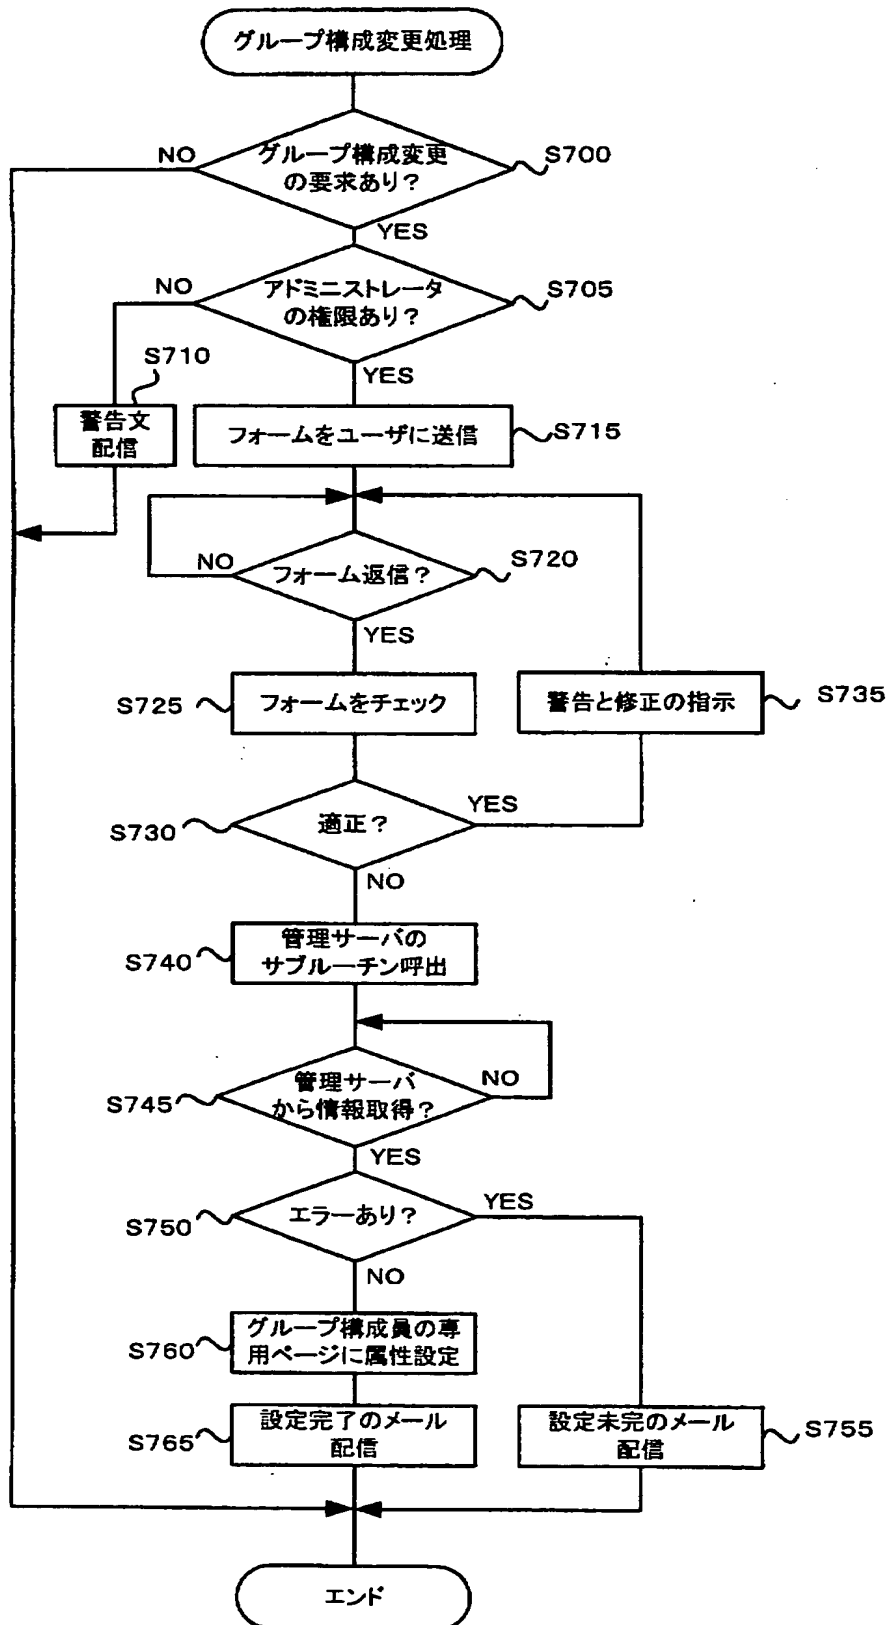 グループ構成変更処理
NO
グループ構成変更
の要求あり?
S700
YES
NO
アドミニストレータ
の権限あり?
S705
S710
YES
警告文
配信
フォームをユーザに送信
S715
NO
フォーム返信?
S720
YES
S725
フォームをチェック
警告と修正の指示
S735
S730
適正?
YES
NO
S740
管理サーバの
サブルーチン呼出
S745
管理サーバ
から情報取得?
NO
YES
S750
エラーあり?
YES
NO
S760
グループ構成員の専
用ページに属性設定
S765
設定完了のメール
配信
設定未完のメール
配信
S755
エンド